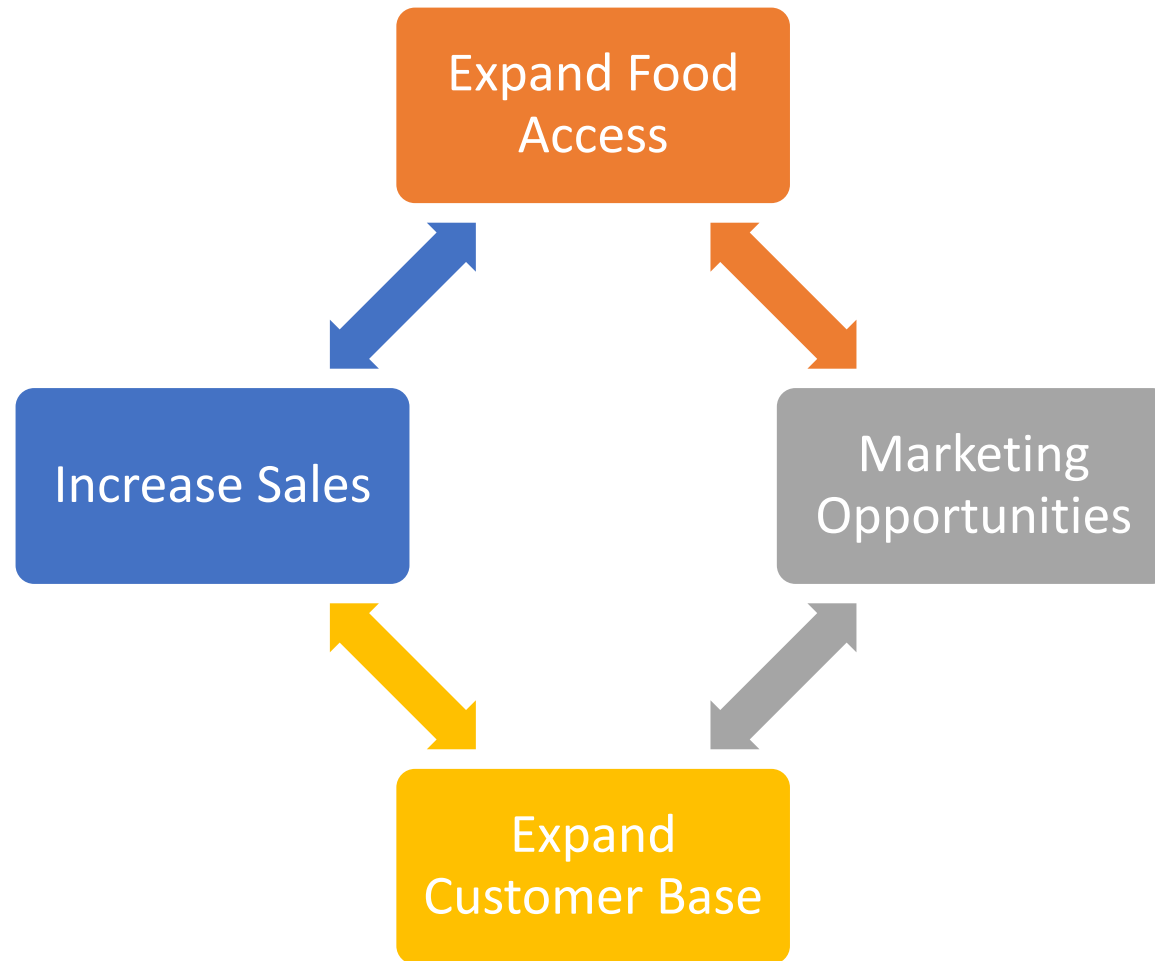 Expand Food
Access
Increase Sales
Marketing
Opportunities
Expand
Customer Base